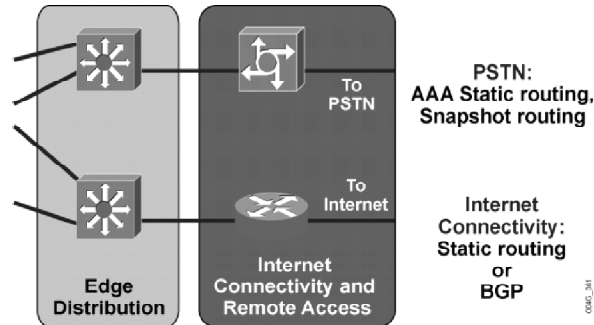 To
PSTN
To
Internet
Edge
Distribution
Internet
Connectivity and
Remote Access
PSTN:
AAA Static routing,
Snapshot routing
Internet
Connectivity:
Static routing
or
BGP